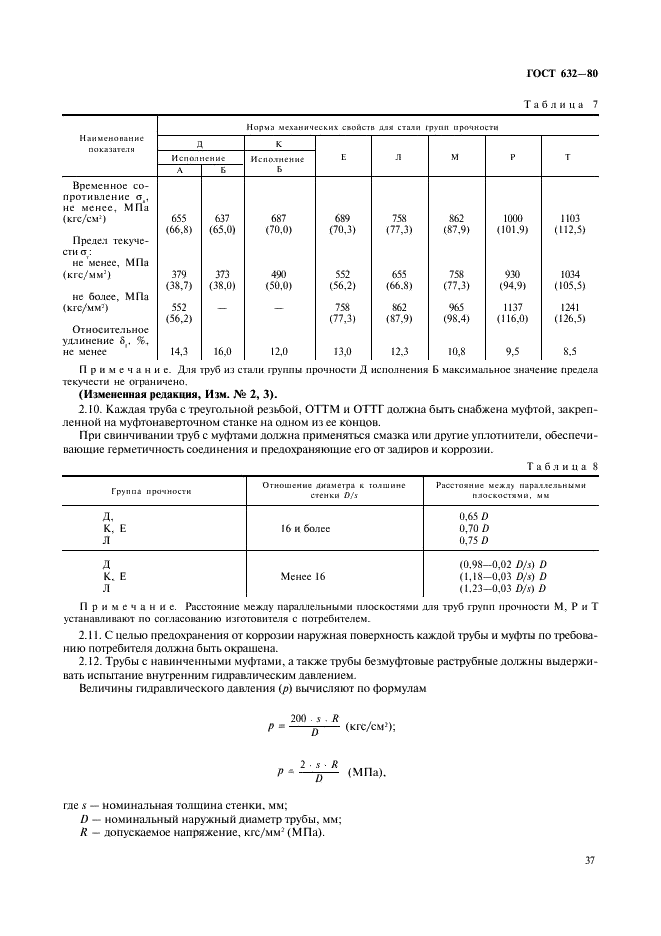 ГОСТ 632—80
Таблица 7
Наименование показателя
Норма механических свойств для стали групп прочности
Д К Е Л М Р Т
Исполнение Исполнение
А Б Б
Временное со-
противление σв,
не менее, МПа
(кгс/см²) 655 637 687 689 758 862 1000 1103
(66,8) (65,0) (70,0) (70,3) (77,3) (87,9) (101,9) (112,5)
Предел текуче-
сти σт:
не менее, МПа
(кгс/мм²) 379 373 490 552 655 758 930 1034
(38,7) (38,0) (50,0) (56,2) (66,8) (77,3) (94,9) (105,5)
не более, МПа
(кгс/мм²) 552 — — 758 862 965 1137 1241
(56,2) (77,3) (87,9) (98,4) (116,0) (126,5)
Относительное
удлинение δ, %,
не менее 14,3 16,0 12,0 13,0 12,3 10,8 9,5 8,5
Примечание. Для труб из стали группы прочности Д исполнения Б максимальное значение предела
текучести не ограничено.
(Измененная редакция, Изм. № 2, 3).
2.10. Каждая труба с треугольной резьбой, ОТТМ и ОТТГ должна быть снабжена муфтой, закреп-
ленной на муфтонаверточном станке на одном из ее концов.
При свинчивании труб с муфтами должна применяться смазка или другие уплотнители, обеспечи-
вающие герметичность соединения и предохраняющие его от задиров и коррозии.
Таблица 8
Группа прочности
Отношение диаметра к толщине
стенки D/s
Расстояние между параллельными
плоскостями, мм
Д, 0,65 D
К, Е 16 и более 0,70 D
Л 0,75 D
Д (0,98—0,02 D/s) D
К, Е Менее 16 (1,18—0,03 D/s) D
Л (1,23—0,03 D/s) D
Примечание. Расстояние между параллельными плоскостями для труб групп прочности М, Р и Т
устанавливают по согласованию изготовителя с потребителем.
2.11. С целью предохранения от коррозии наружная поверхность каждой трубы и муфты по требова-
нию потребителя должна быть окрашена.
2.12. Трубы с навинченными муфтами, а также трубы безмуфтовые раструбные должны выдержи-
вать испытание внутренним гидравлическим давлением.
Величины гидравлического давления (p) вычисляют по формулам
p = 200 · s · R / D (кгс/см²);
p = 2 · s · R / D (МПа),
где s — номинальная толщина стенки, мм;
D — номинальный наружный диаметр трубы, мм;
R — допускаемое напряжение, кгс/мм² (МПа).
37